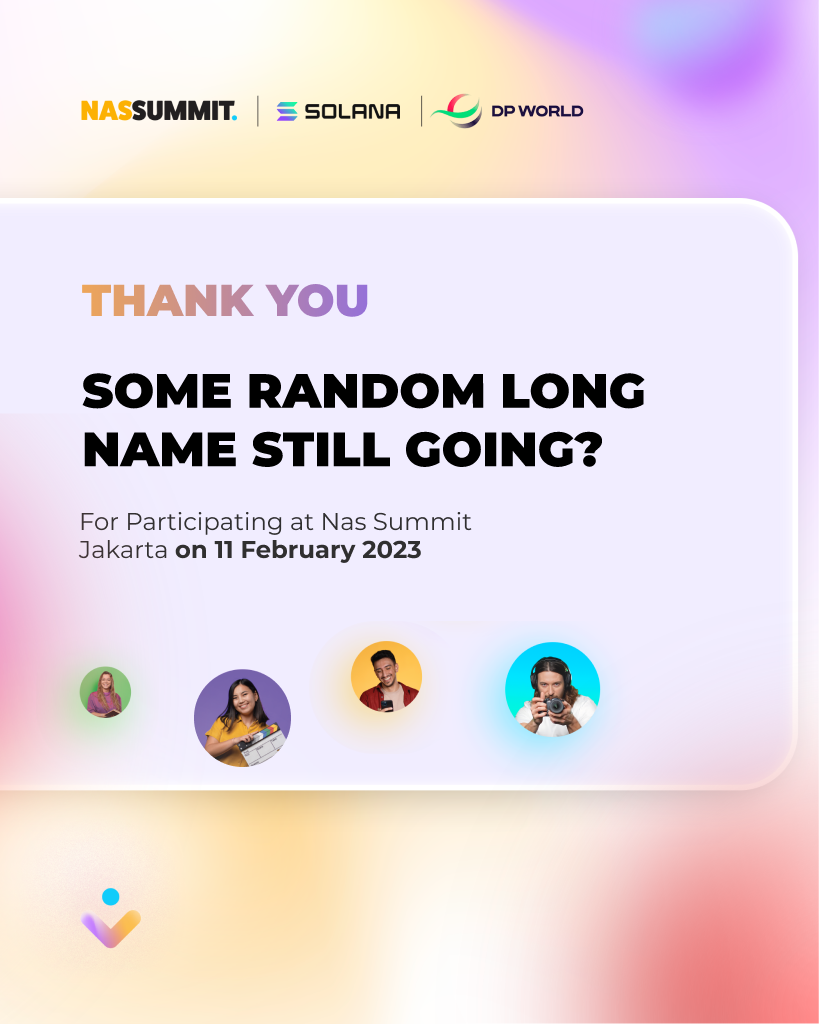 NASSUMMIT. SOLANA DP WORLD
THANK YOU
SOME RANDOM LONG
NAME STILL GOING?
For Participating at Nas Summit
Jakarta on 11 February 2023